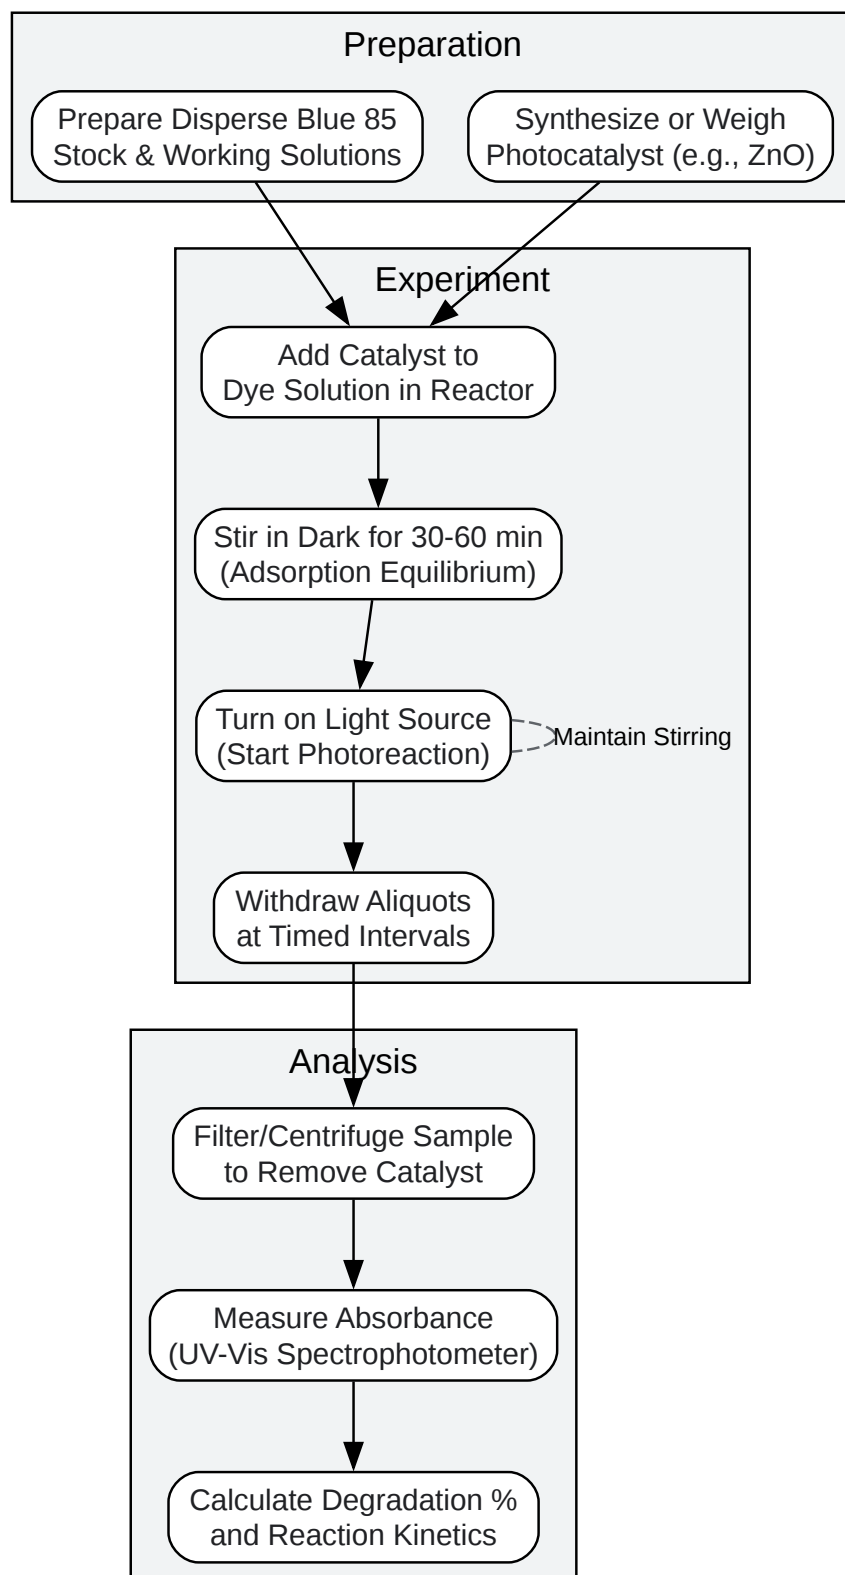 Preparation
Prepare Disperse Blue 85
Stock & Working Solutions
Synthesize or Weigh
Photocatalyst (e.g., ZnO)
Experiment
Add Catalyst to
Dye Solution in Reactor
Stir in Dark for 30-60 min
(Adsorption Equilibrium)
Turn on Light Source
(Start Photoreaction)
Maintain Stirring
Withdraw Aliquots
at Timed Intervals
Analysis
Filter/Centrifuge Sample
to Remove Catalyst
Measure Absorbance
(UV-Vis Spectrophotometer)
Calculate Degradation %
and Reaction Kinetics